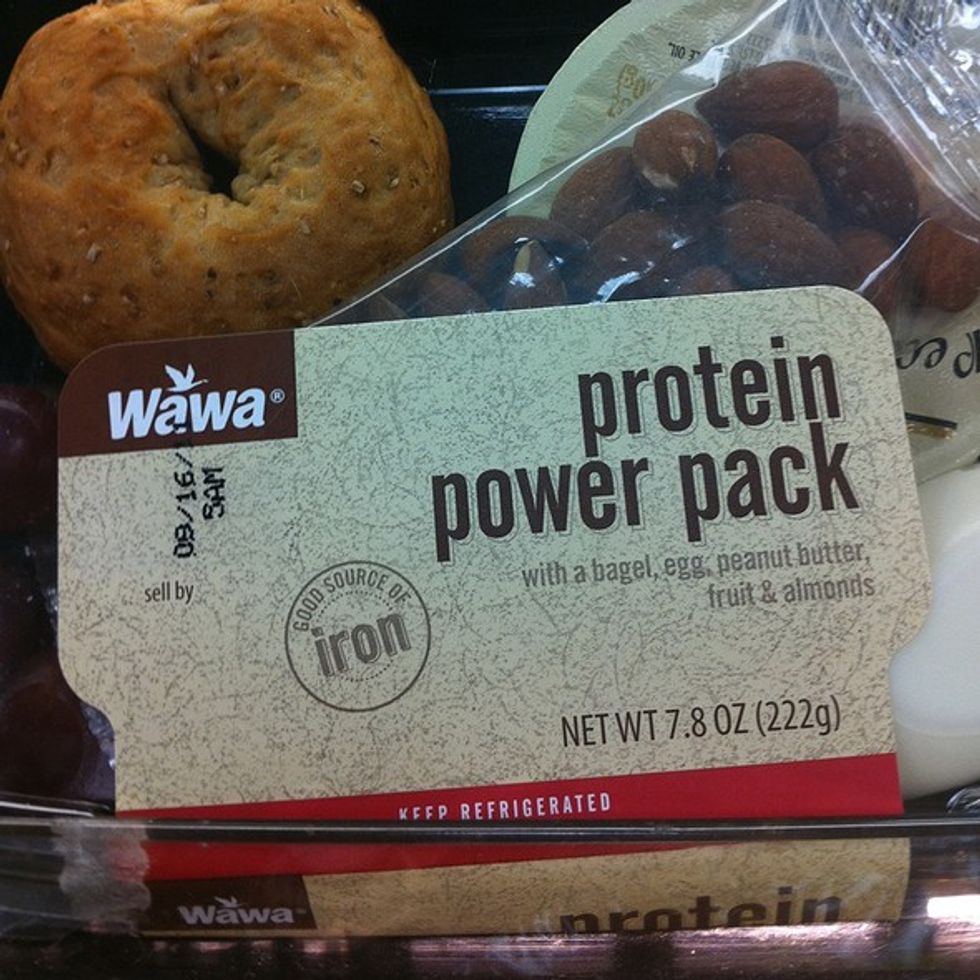 Wawa®
protein
power pack
with a bagel, egg, peanut butter,
fruit & almonds
08/16/
5AM
sell by
GOOD SOURCE OF
iron
NET WT 7.8 OZ (222g)
KEEP REFRIGERATED
Wawa
protein